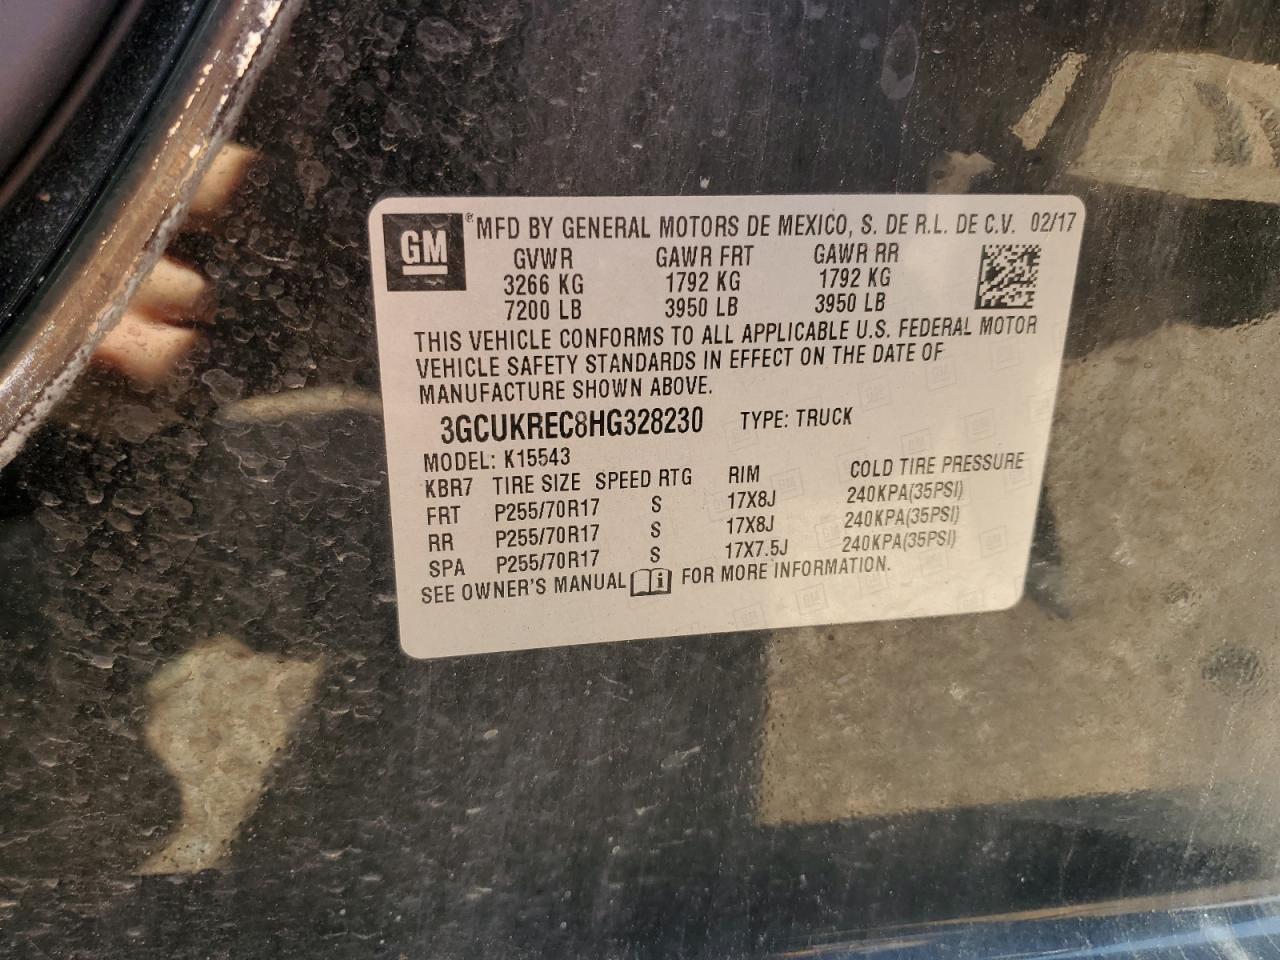 GM ® MFD BY GENERAL MOTORS DE MEXICO, S. DE R.L. DE C.V. 02/17
GVWR GAWR FRT GAWR RR
3266 KG 1792 KG 1792 KG
7200 LB 3950 LB 3950 LB
THIS VEHICLE CONFORMS TO ALL APPLICABLE U.S. FEDERAL MOTOR
VEHICLE SAFETY STANDARDS IN EFFECT ON THE DATE OF
MANUFACTURE SHOWN ABOVE.
3GCUKREC8HG328230 TYPE: TRUCK
MODEL: K15543
KBR7 TIRE SIZE SPEED RTG RIM COLD TIRE PRESSURE
FRT P255/70R17 S 17X8J 240KPA(35PSI)
RR P255/70R17 S 17X8J 240KPA(35PSI)
SPA P255/70R17 S 17X7.5J 240KPA(35PSI)
SEE OWNER'S MANUAL i FOR MORE INFORMATION.